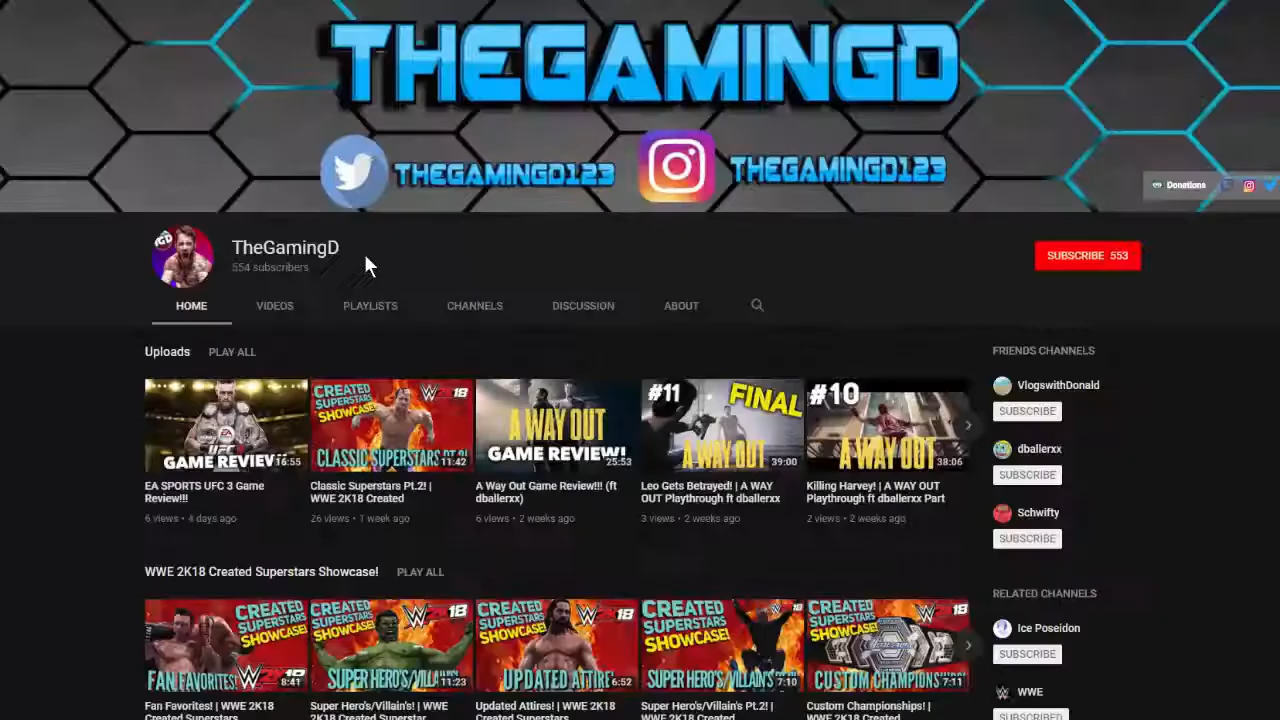 THEGAMINGD
THEGAMINGD123
THEGAMINGD123
Donations
TheGamingD
554 subscribers
SUBSCRIBE 553
HOME VIDEOS PLAYLISTS CHANNELS DISCUSSION ABOUT
Uploads PLAY ALL
GAME REVIEW
16:55
EA SPORTS UFC 3 Game
Review!!!
6 views • 4 days ago
CREATED
SUPERSTARS
SHOWCASE!
18
CLASSIC SUPERSTARS PT.2!
11:42
Classic Superstars Pt.2! |
WWE 2K18 Created
26 views • 1 week ago
A WAY OUT
GAME REVIEW!
25:53
A Way Out Game Review!!! (ft
dballerxx)
6 views • 2 weeks ago
#11
FINAL
A WAY OUT
39:00
Leo Gets Betrayed! | A WAY
OUT Playthrough ft dballerxx
3 views • 2 weeks ago
#10
A WAY OUT
38:06
Killing Harvey! | A WAY OUT
Playthrough ft dballerxx Part
2 views • 2 weeks ago
FRIENDS CHANNELS
VlogswithDonald
SUBSCRIBE
dballerxx
SUBSCRIBE
Schwifty
SUBSCRIBE
WWE 2K18 Created Superstars Showcase! PLAY ALL
CREATED
SUPERSTARS
SHOWCASE!
FAN FAVORITES!
2K18
8:41
Fan Favorites! | WWE 2K18
Created Superstars
CREATED
SUPERSTARS
SHOWCASE!
18
SUPER HERO'S/VILLA
11:23
Super Hero's/Villain's! | WWE
2K18 Created Superstar
CREATED
SUPERSTARS
SHOWCASE!
18
UPDATED ATTIRE
6:52
Updated Attires! | WWE 2K18
Created Superstars
CREATED
SUPERSTARS
SHOWCASE!
18
SUPER HERO'S/VILLAIN'S
7:10
Super Hero's/Villain's Pt.2! |
WWE 2K18 Created
CREATED
SUPERSTARS
SHOWCASE!
18
CUSTOM CHAMPIONS
7:11
Custom Championships! |
WWE 2K18 Created
RELATED CHANNELS
Ice Poseidon
SUBSCRIBE
WWE
SUBSCRIBED